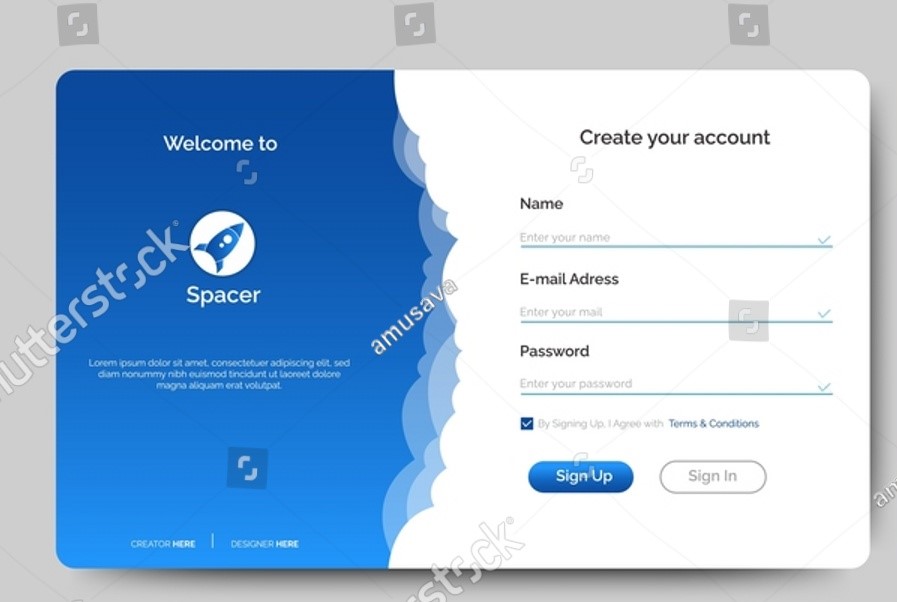 Welcome to
Spacer
Lorem ipsum dolor sit amet, consectetuer adipiscing elit, sed
diam nonummy nibh euismod tincidunt ut laoreet dolore
magna aliquam erat volutpat.
CREATOR HERE | DESIGNER HERE
Create your account
Name
Enter your name
E-mail Adress
Enter your mail
Password
Enter your password
By Signing Up, I Agree with Terms & Conditions
Sign Up
Sign In
shutterstock
amusava